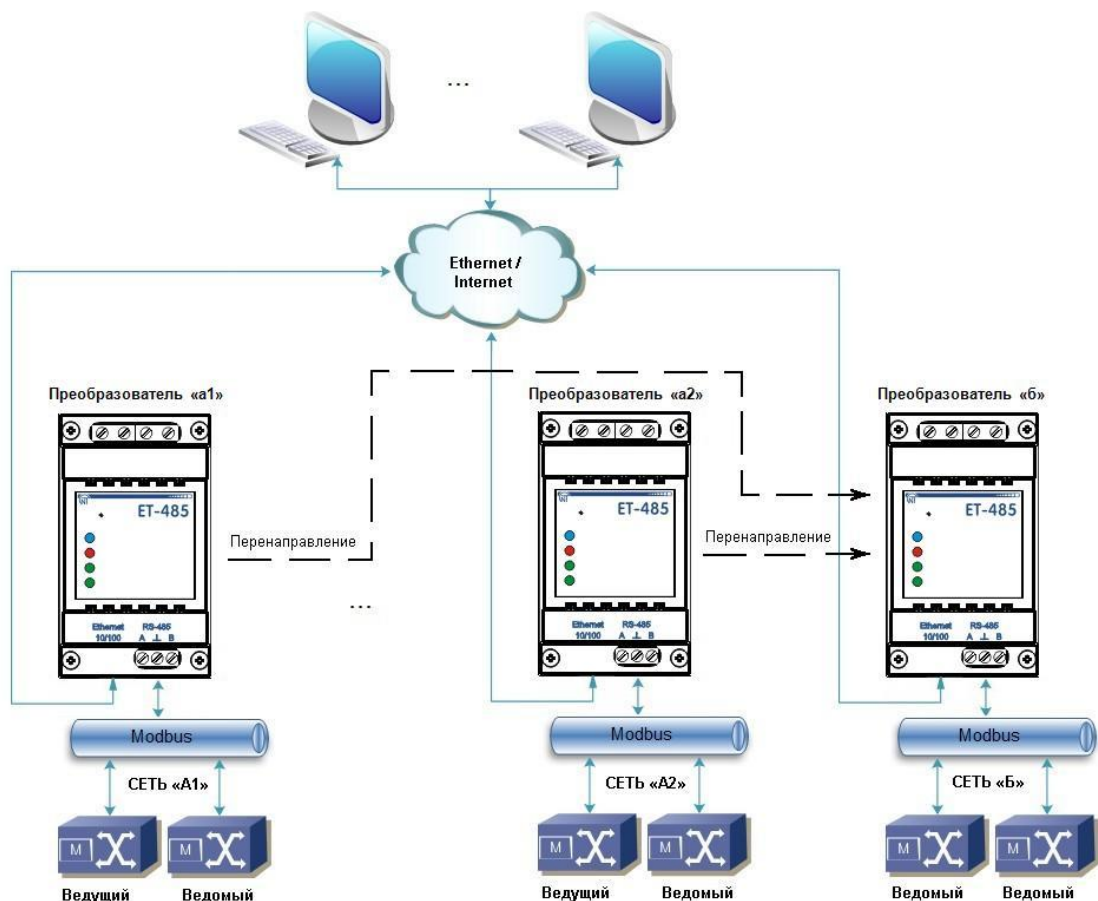 ...
Ethernet /
Internet
Преобразователь «а1»
Преобразователь «а2»
Преобразователь «б»
ET-485
ET-485
ET-485
Перенаправление
Перенаправление
...
Ethernet RS-485
10/100 A ⊥ B
Ethernet RS-485
10/100 A ⊥ B
Ethernet RS-485
10/100 A ⊥ B
Modbus
Modbus
Modbus
СЕТЬ «А1»
СЕТЬ «А2»
СЕТЬ «Б»
M
M
M
M
M
M
Ведущий
Ведомый
Ведущий
Ведомый
Ведомый
Ведомый